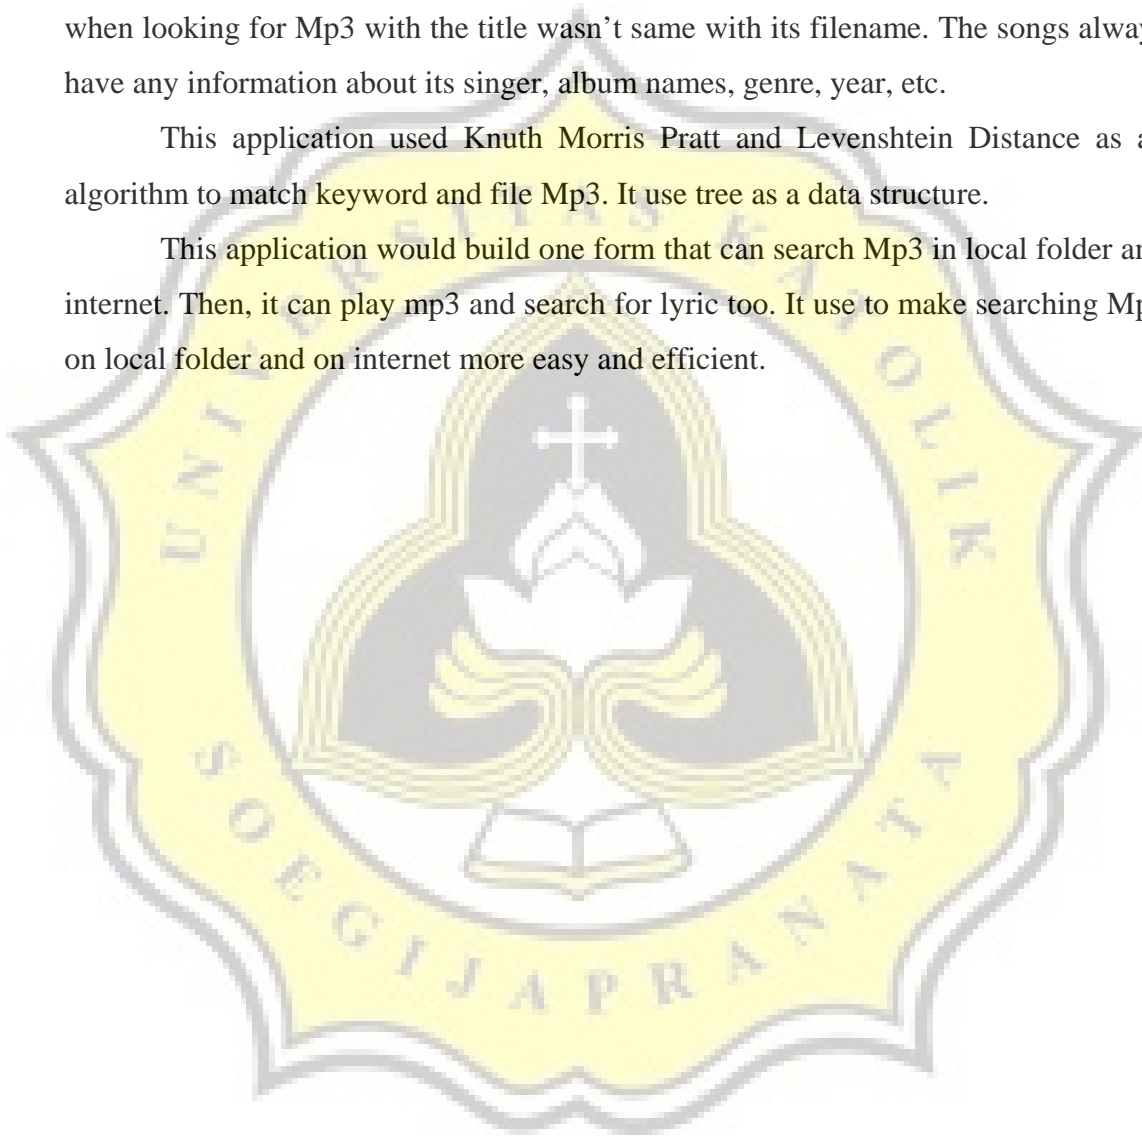 when looking for Mp3 with the title wasn't same with its filename. The songs alway
have any information about its singer, album names, genre, year, etc.
This application used Knuth Morris Pratt and Levenshtein Distance as a
algorithm to match keyword and file Mp3. It use tree as a data structure.
This application would build one form that can search Mp3 in local folder an
internet. Then, it can play mp3 and search for lyric too. It use to make searching Mp
on local folder and on internet more easy and efficient.
UNIVERSITAS KATOLIK
SOEGIJAPRANATA